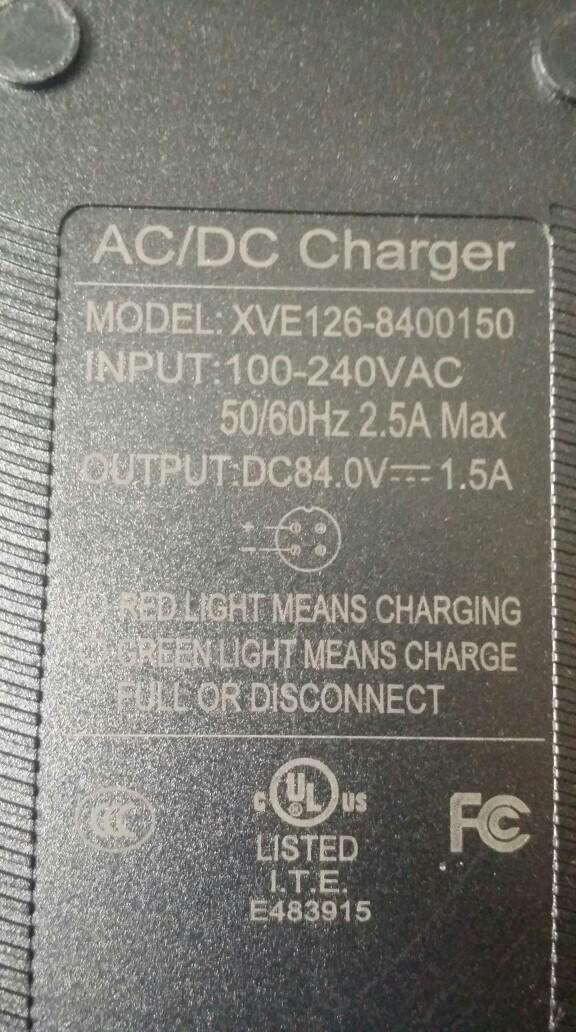 AC/DC Charger
MODEL: XVE126-8400150
INPUT:100-240VAC
50/60Hz 2.5A Max
OUTPUT:DC84.0V⎓1.5A
+
−
RED LIGHT MEANS CHARGING
GREEN LIGHT MEANS CHARGE
FULL OR DISCONNECT
CCC
c UL® US
FC
LISTED
I.T.E.
E483915